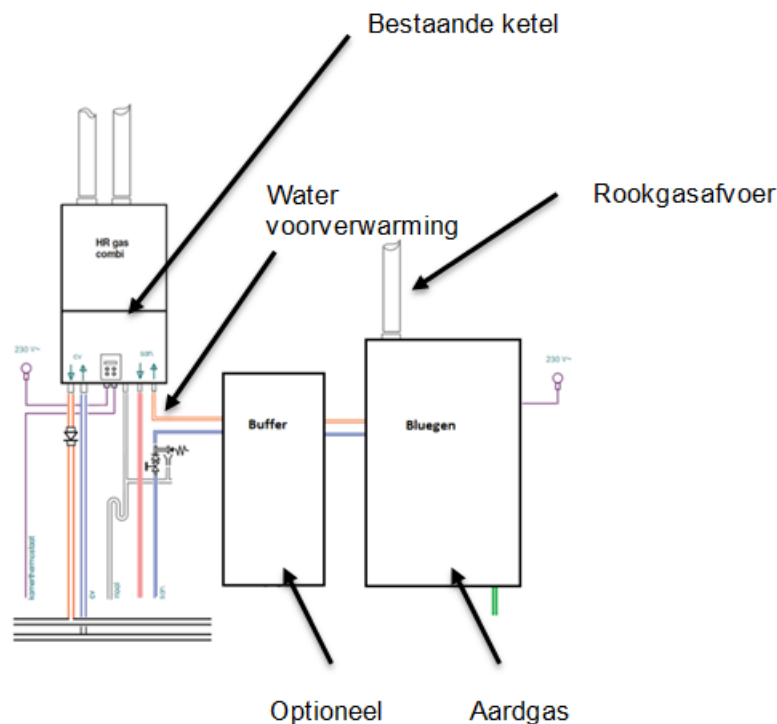 Bestaande ketel
Water
voorverwarming
Rookgasafvoer
HR gas
combi
230 V~
cv
san.
230 V~
Buffer
Bluegen
kamerthermostaat
cv
riool
san.
Optioneel
Aardgas